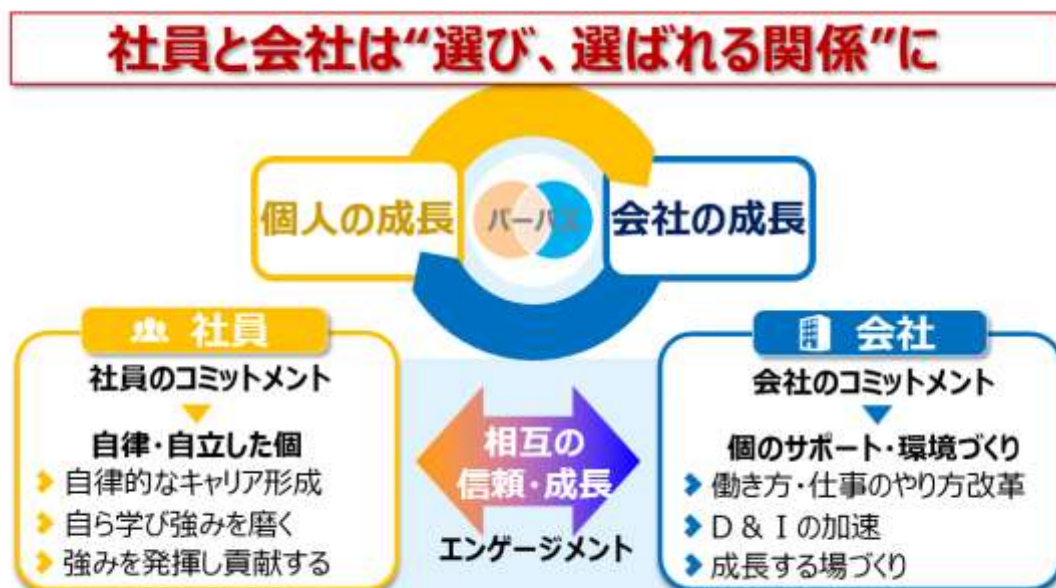 社員と会社は“選び、選ばれる関係”に
個人の成長
パーパス
会社の成長
社員
社員のコミットメント
自律・自立した個
自律的なキャリア形成
自ら学び強みを磨く
強みを発揮し貢献する
相互の
信頼・成長
エンゲージメント
会社
会社のコミットメント
個のサポート・環境づくり
働き方・仕事のやり方改革
D & I の加速
成長する場づくり